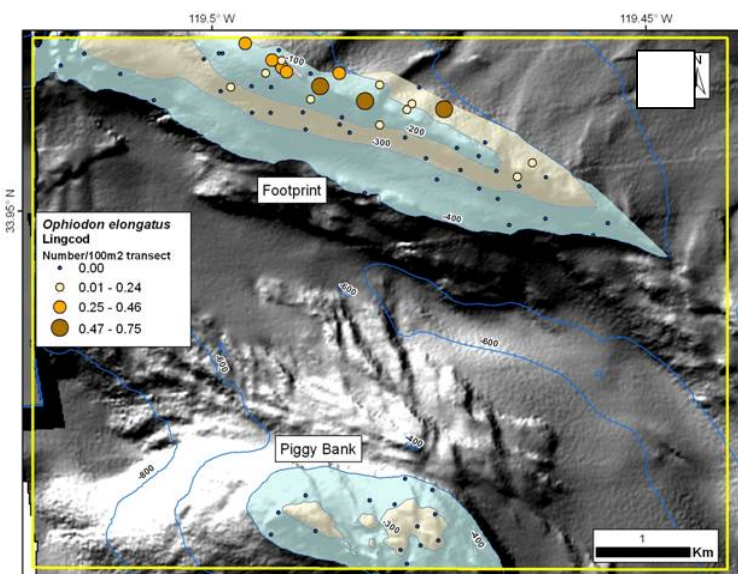 119.5° W
119.45° W
33.95° N
-100
-200
-300
Footprint
-400
Ophiodon elongatus
Lingcod
Number/100m2 transect
0.00
0.01 - 0.24
0.25 - 0.46
0.47 - 0.75
-600
-600
-600
-400
Piggy Bank
-800
-300
-400
1
Km